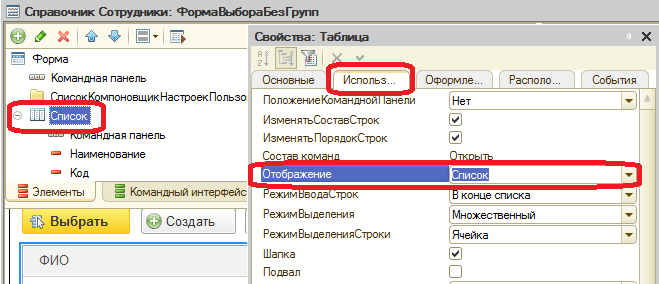 Справочник Сотрудники: ФормаВыбораБезГрупп
Форма
Командная панель
СписокКомпоновщикНастроекПользо
Список
Командная панель
Наименование
Код
Элементы
Командный интерфейс
Выбрать
Создать
ФИО
Свойства: Таблица
Основные
Использ...
Оформле...
Располо...
События
ПоложениеКоманднойПанели Нет
ИзменятьСоставСтрок
ИзменятьПорядокСтрок
Состав команд Открыть
Отображение Список
РежимВводаСтрок В конце списка
РежимВыделения Множественный
РежимВыделенияСтроки Ячейка
Шапка
Подвал